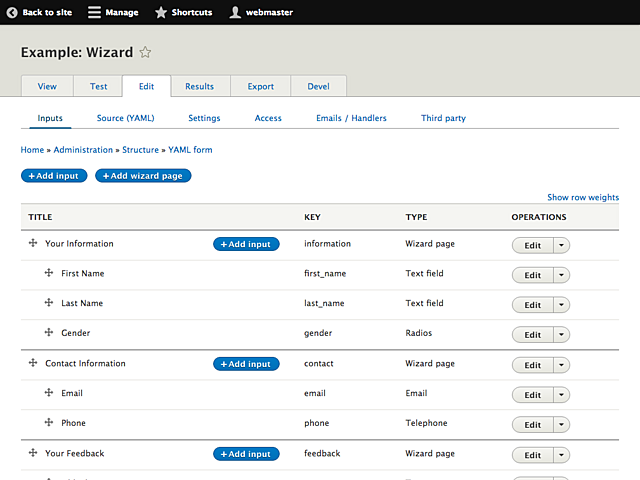 Back to site Manage Shortcuts webmaster
Example: Wizard
View Test Edit Results Export Devel
Inputs Source (YAML) Settings Access Emails / Handlers Third party
Home » Administration » Structure » YAML form
+Add input +Add wizard page
Show row weights
TITLE KEY TYPE OPERATIONS
Your Information +Add input information Wizard page Edit
First Name first_name Text field Edit
Last Name last_name Text field Edit
Gender gender Radios Edit
Contact Information +Add input contact Wizard page Edit
Email email Email Edit
Phone phone Telephone Edit
Your Feedback +Add input feedback Wizard page Edit